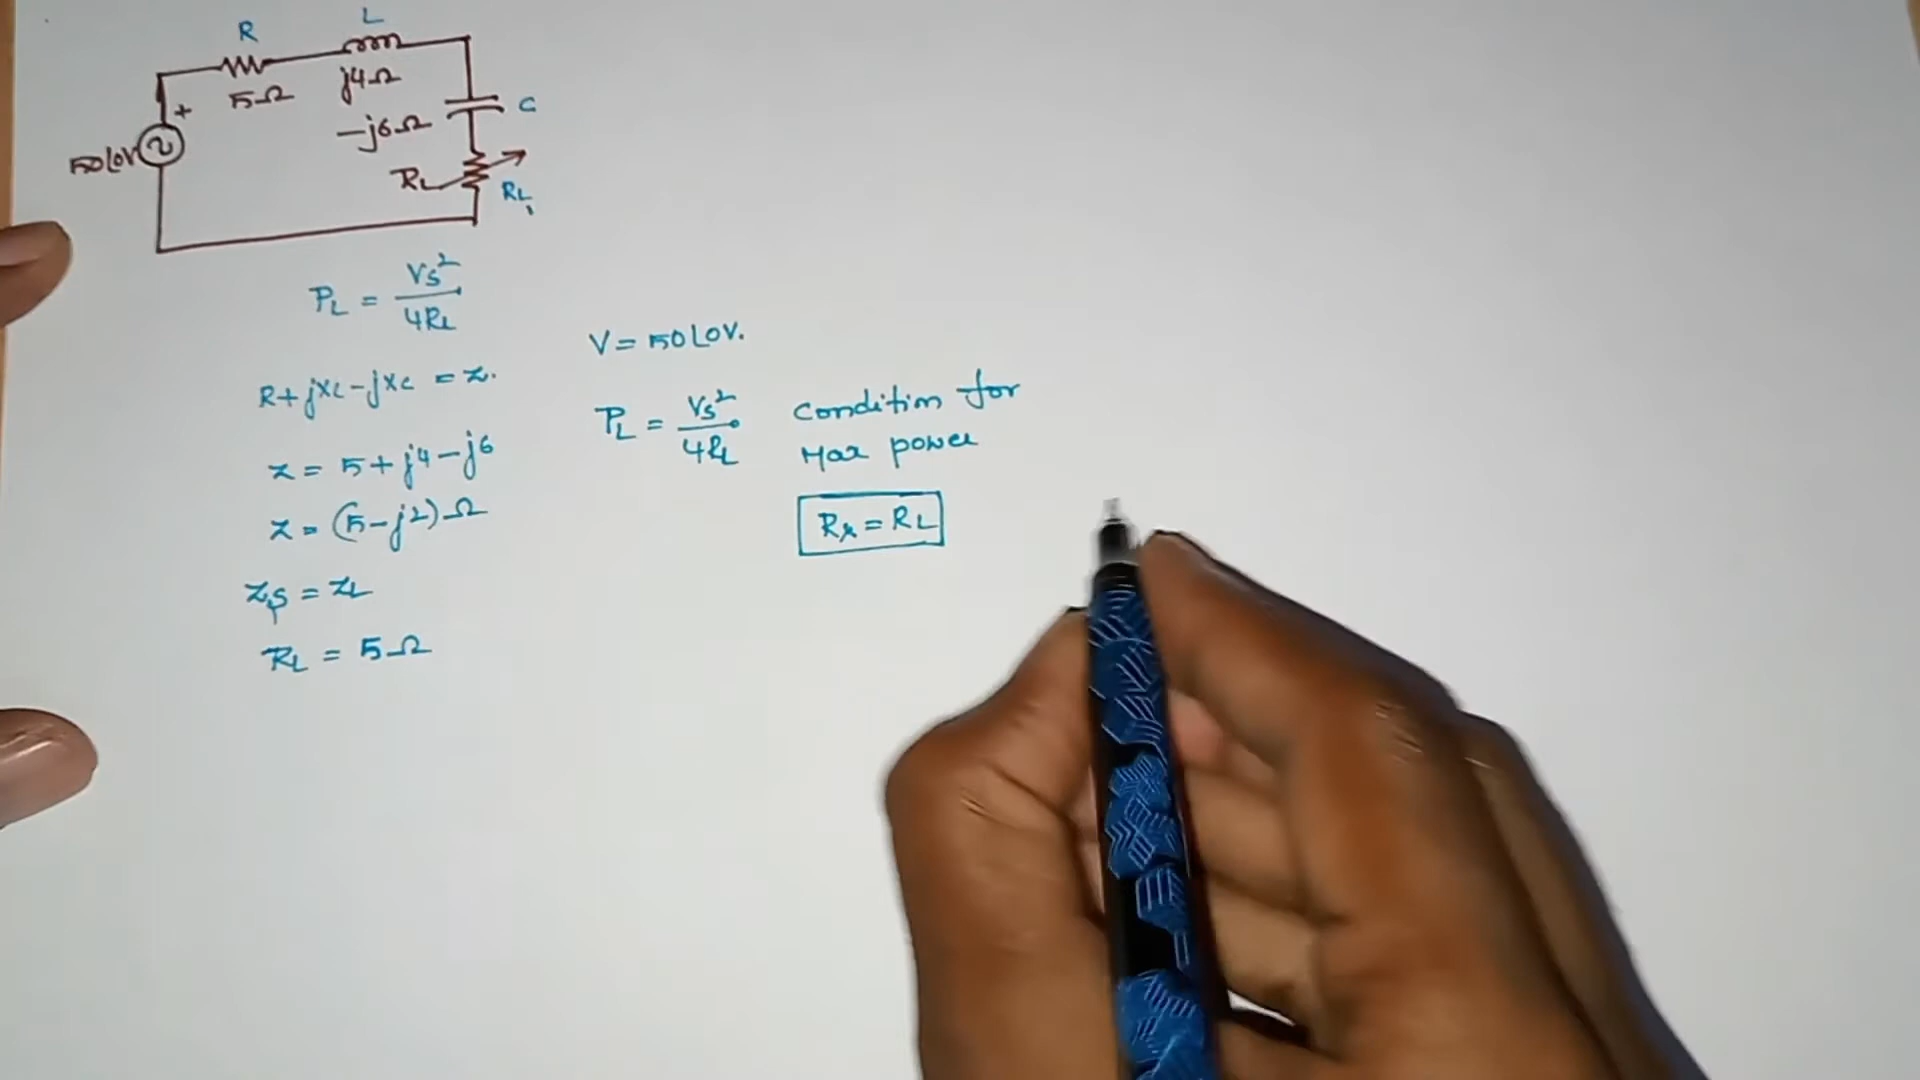 R
L
5Ω
j4Ω
+
-j6Ω
C
50∠0V
RL
RL
PL = Vs²/4RL
V = 50∠0V.
R+jXL-jXC = Z.
PL = Vs²/4RL
Condition for
Max power
Z = 5+j4-j6
Z = (5-j2)Ω
Rs = RL
Zs = ZL
RL = 5Ω